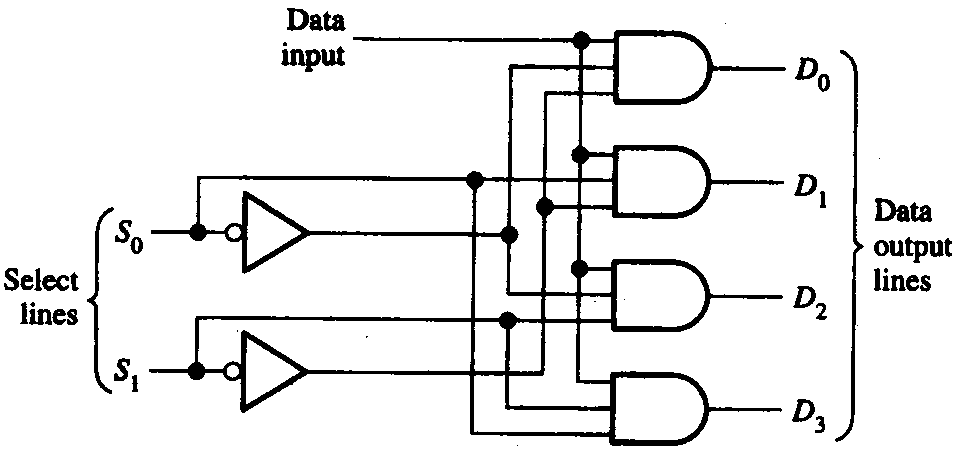 Data
input
D₀
D₁
Data
output
lines
S₀
Select
lines
D₂
S₁
D₃